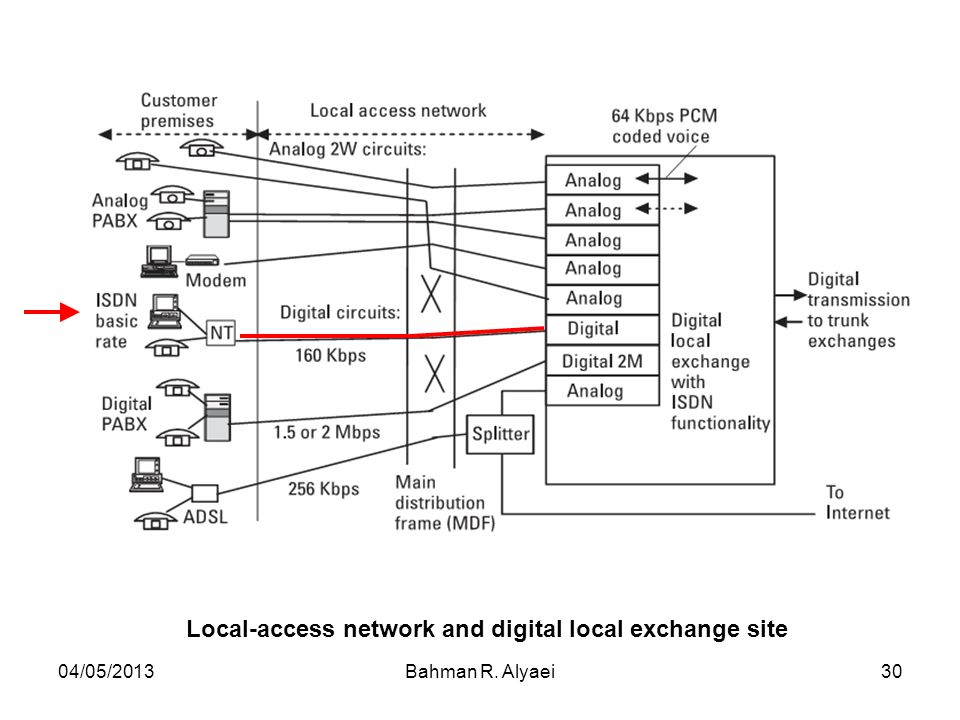 Customer
premises
Local access network
64 Kbps PCM
coded voice
Analog 2W circuits:
Analog
PABX
Modem
ISDN
basic
rate
NT
Digital circuits:
160 Kbps
Digital
PABX
1.5 or 2 Mbps
256 Kbps
ADSL
Main
distribution
frame (MDF)
Splitter
Analog
Analog
Analog
Analog
Analog
Digital
Digital 2M
Analog
Digital
local
exchange
with
ISDN
functionality
Digital
transmission
to trunk
exchanges
To
Internet
Local-access network and digital local exchange site
04/05/2013
Bahman R. Alyaei
30